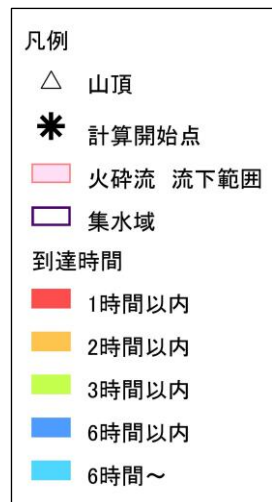 凡例
山頂
計算開始点
火砕流 流下範囲
集水域
到達時間
1時間以内
2時間以内
3時間以内
6時間以内
6時間～